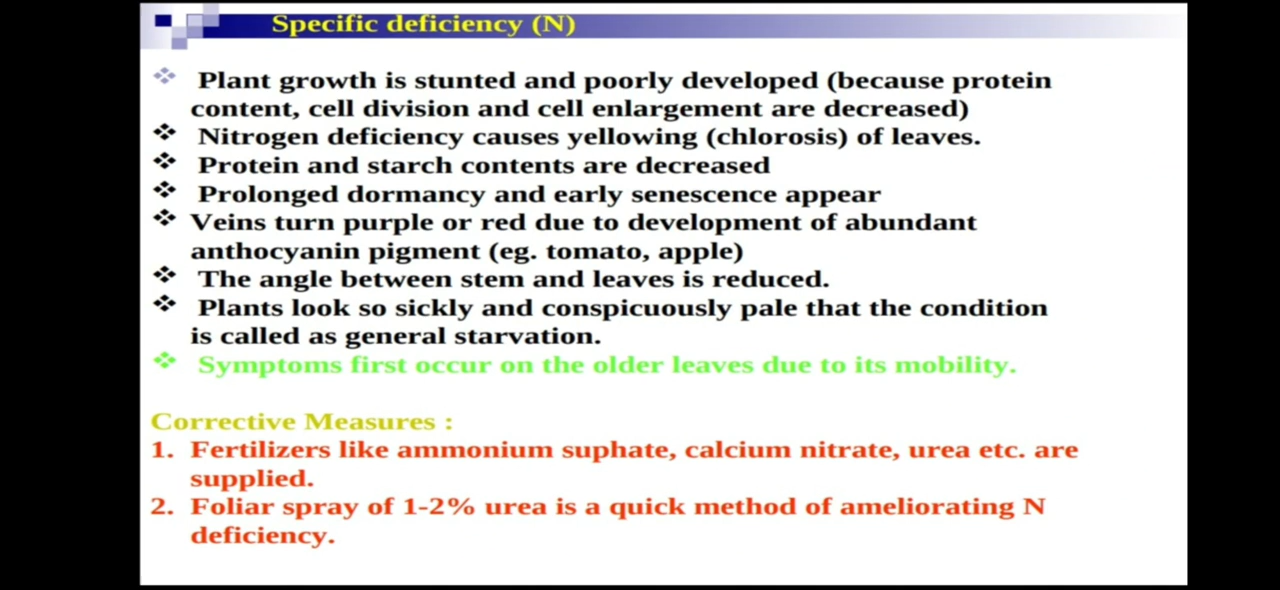 Specific deficiency (N)
Plant growth is stunted and poorly developed (because protein
content, cell division and cell enlargement are decreased)
Nitrogen deficiency causes yellowing (chlorosis) of leaves.
Protein and starch contents are decreased
Prolonged dormancy and early senescence appear
Veins turn purple or red due to development of abundant
anthocyanin pigment (eg. tomato, apple)
The angle between stem and leaves is reduced.
Plants look so sickly and conspicuously pale that the condition
is called as general starvation.
Symptoms first occur on the older leaves due to its mobility.
Corrective Measures :
1. Fertilizers like ammonium suphate, calcium nitrate, urea etc. are
supplied.
2. Foliar spray of 1-2% urea is a quick method of ameliorating N
deficiency.